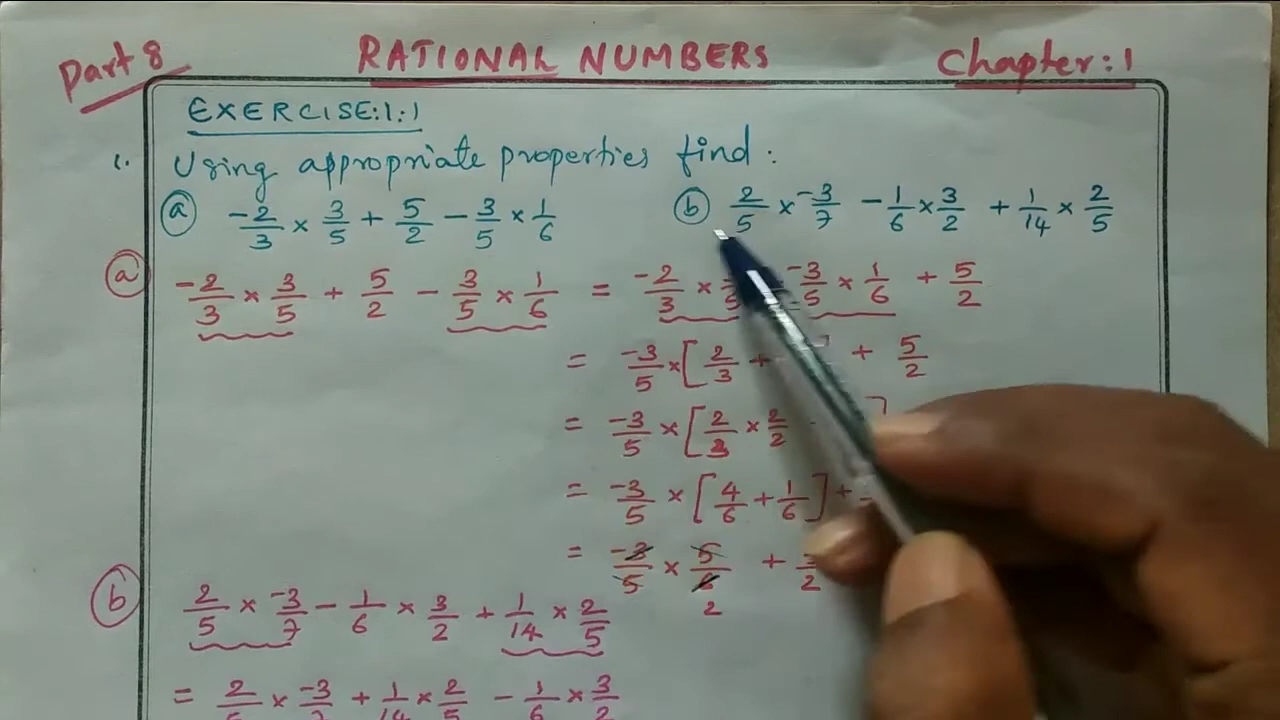 Part 8 RATIONAL NUMBERS Chapter:1
EXERCISE:1:1
1. Using appropriate properties find:
(a) -2/3 × 3/5 + 5/2 - 3/5 × 1/6 (b) 2/5 × -3/7 - 1/6 × 3/2 + 1/14 × 2/5
(a) -2/3 × 3/5 + 5/2 - 3/5 × 1/6 = -2/3 × /5 -3/5 × 1/6 + 5/2
= -3/5 × [2/3 + ] + 5/2
= -3/5 × [2/3 × 2/2 ]
= -3/5 × [4/6 + 1/6] +
= -3/5 × 5/6 + /2
2
(b) 2/5 × -3/7 - 1/6 × 3/2 + 1/14 × 2/5
= 2/5 × -3/7 + 1/14 × 2/5 - 1/6 × 3/2